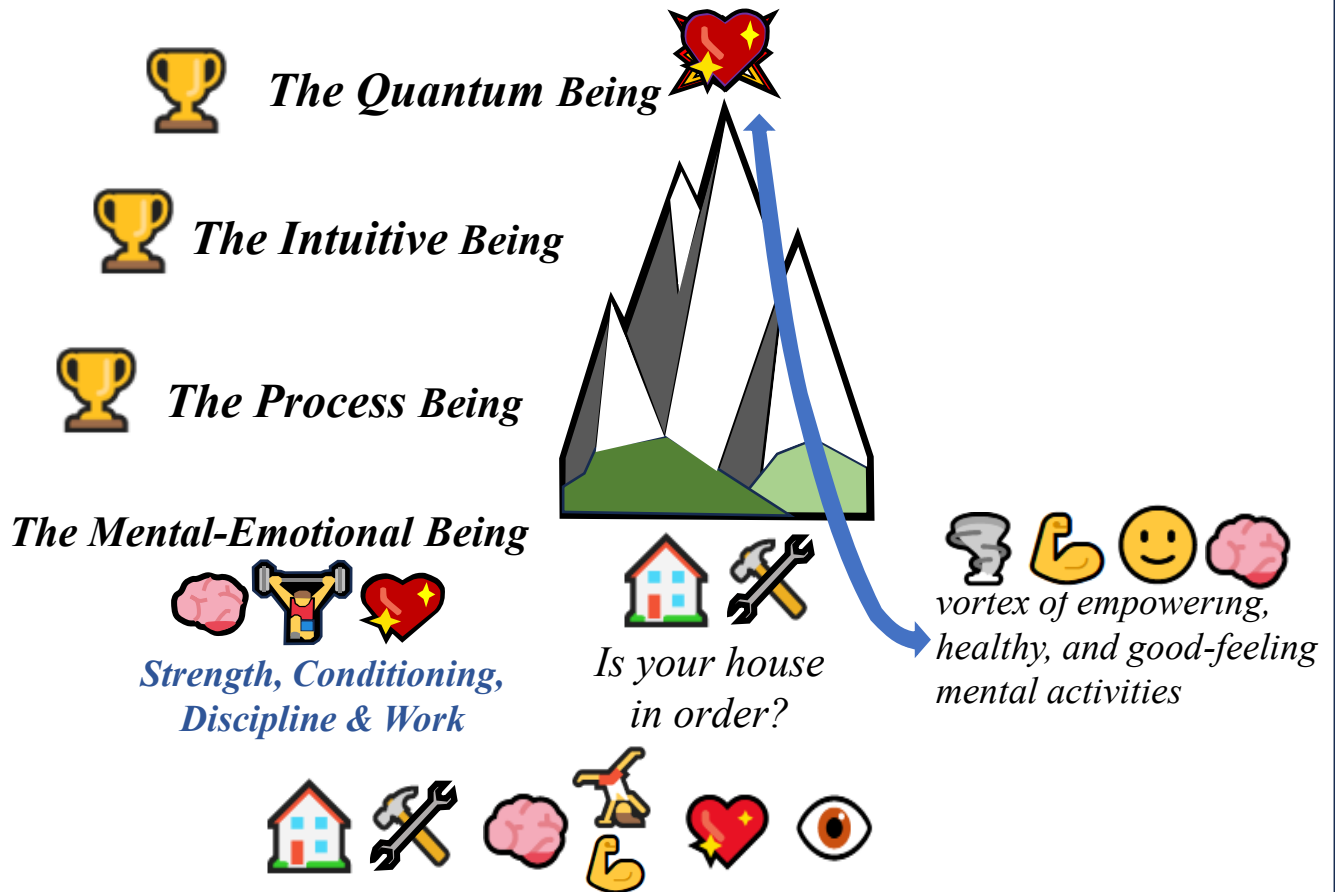 The Quantum Being
The Intuitive Being
The Process Being
The Mental-Emotional Being
Strength, Conditioning,
Discipline & Work
Is your house
in order?
vortex of empowering,
healthy, and good-feeling
mental activities